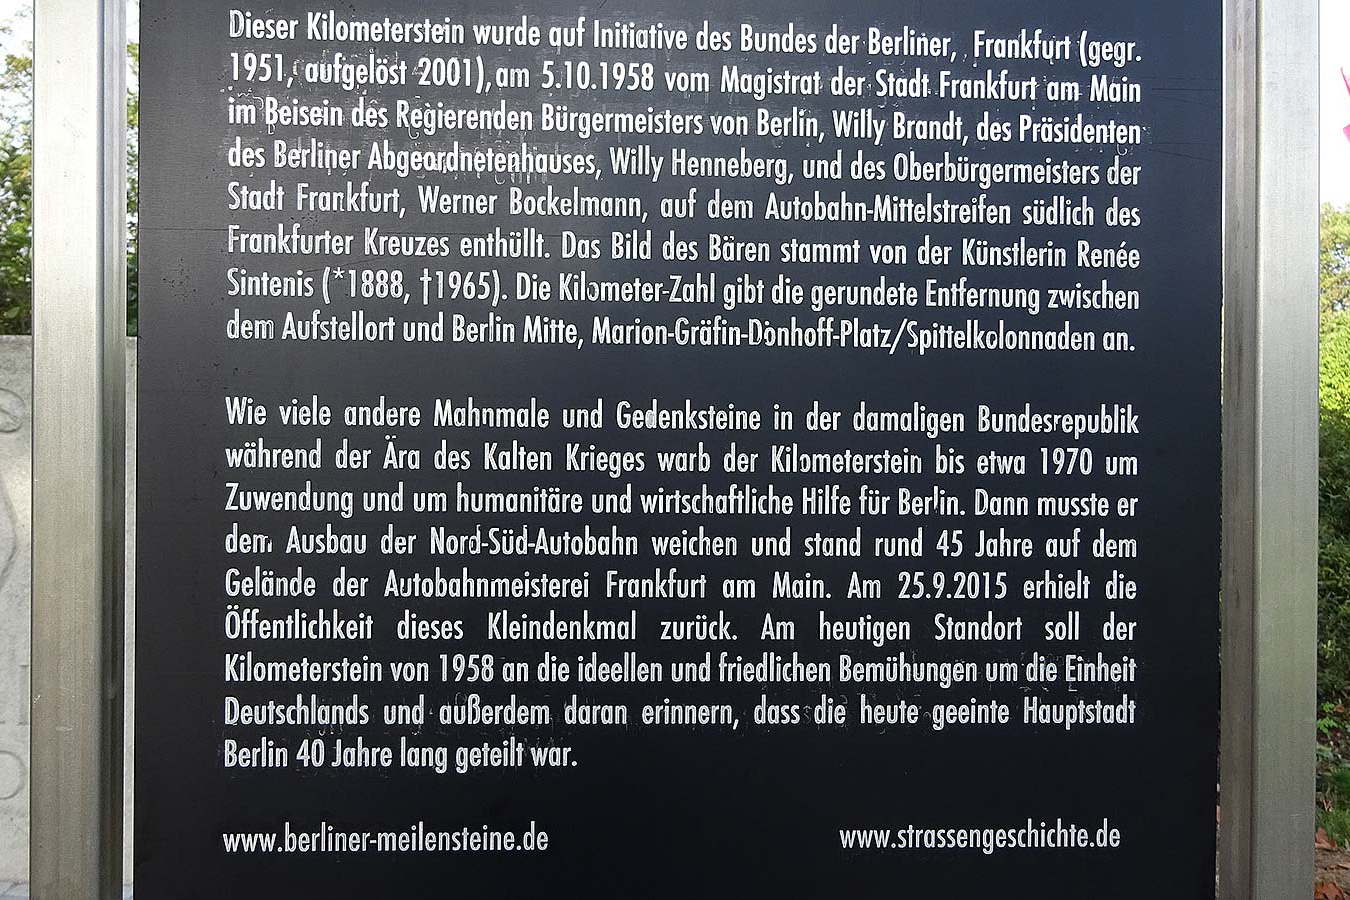 Dieser Kilometerstein wurde auf Initiative des Bundes der Berliner, Frankfurt (gegr.
1951, aufgelöst 2001), am 5.10.1958 vom Magistrat der Stadt Frankfurt am Main
im Beisein des Regierenden Bürgermeisters von Berlin, Willy Brandt, des Präsidenten
des Berliner Abgeordnetenhauses, Willy Henneberg, und des Oberbürgermeisters der
Stadt Frankfurt, Werner Bockelmann, auf dem Autobahn-Mittelstreifen südlich des
Frankfurter Kreuzes enthüllt. Das Bild des Bären stammt von der Künstlerin Renée
Sintenis (*1888, †1965). Die Kilometer-Zahl gibt die gerundete Entfernung zwischen
dem Aufstellort und Berlin Mitte, Marion-Gräfin-Dönhoff-Platz/Spittelkolonnaden an.
Wie viele andere Mahnmale und Gedenksteine in der damaligen Bundesrepublik
während der Ära des Kalten Krieges warb der Kilometerstein bis etwa 1970 um
Zuwendung und um humanitäre und wirtschaftliche Hilfe für Berlin. Dann musste er
dem Ausbau der Nord-Süd-Autobahn weichen und stand rund 45 Jahre auf dem
Gelände der Autobahnmeisterei Frankfurt am Main. Am 25.9.2015 erhielt die
Öffentlichkeit dieses Kleindenkmal zurück. Am heutigen Standort soll der
Kilometerstein von 1958 an die ideellen und friedlichen Bemühungen um die Einheit
Deutschlands und außerdem daran erinnern, dass die heute geeinte Hauptstadt
Berlin 40 Jahre lang geteilt war.
www.berliner-meilensteine.de
www.strassengeschichte.de